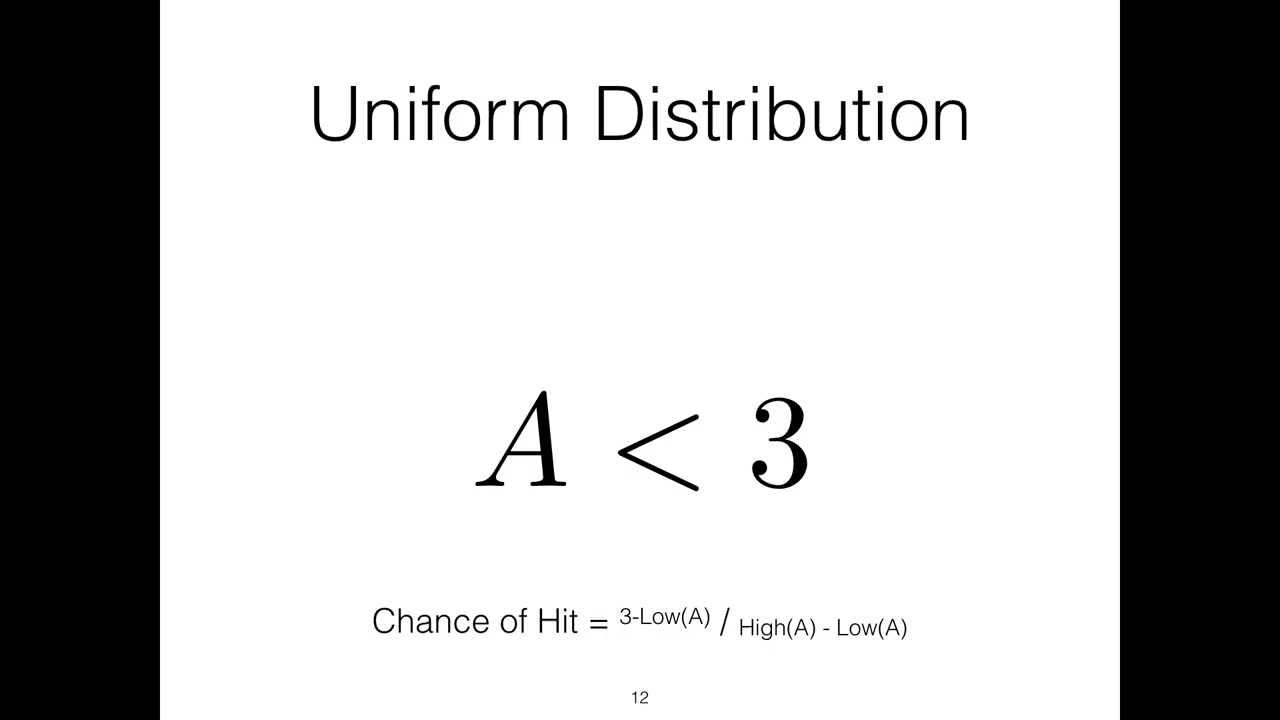 Uniform Distribution
A < 3
Chance of Hit = 3-Low(A) / High(A) - Low(A)
12